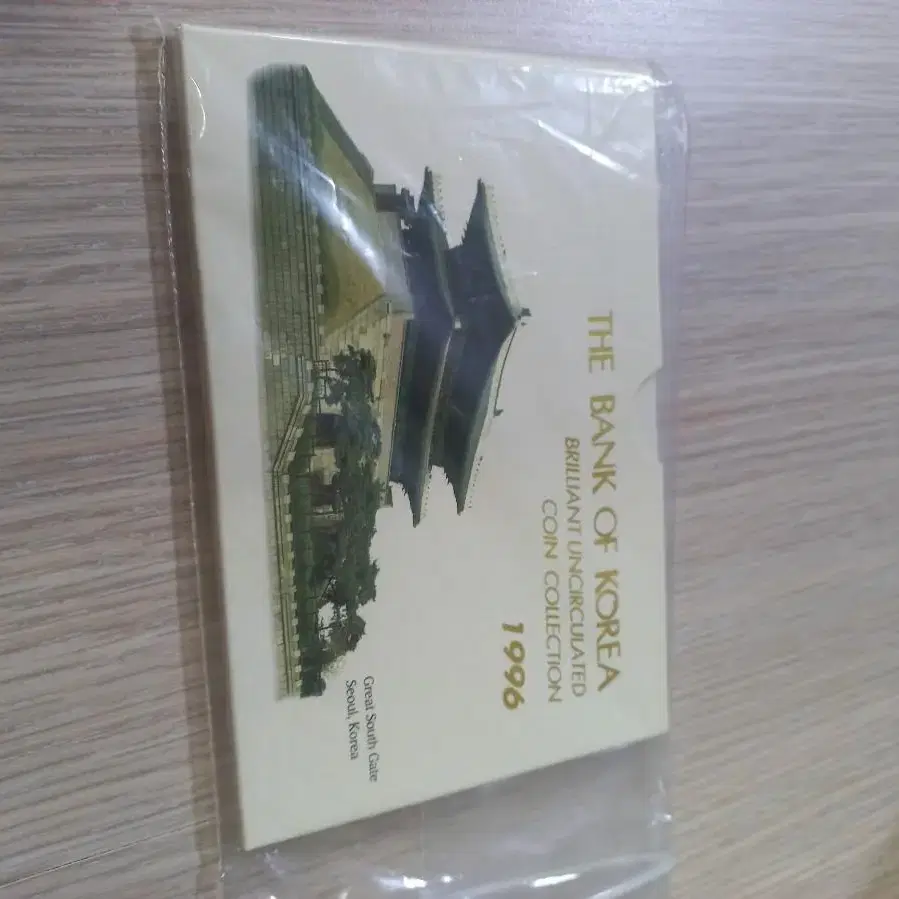 THE BANK OF KOREA
BRILLIANT UNCIRCULATED
COIN COLLECTION
1996
Great South Gate
Seoul, Korea